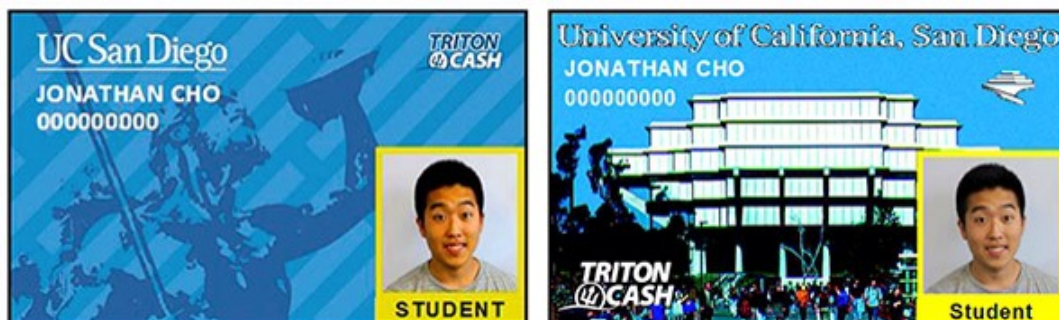 UC San Diego
TRITON
CASH
JONATHAN CHO
000000000
STUDENT
University of California, San Diego
JONATHAN CHO
000000000
TRITON
CASH
Student